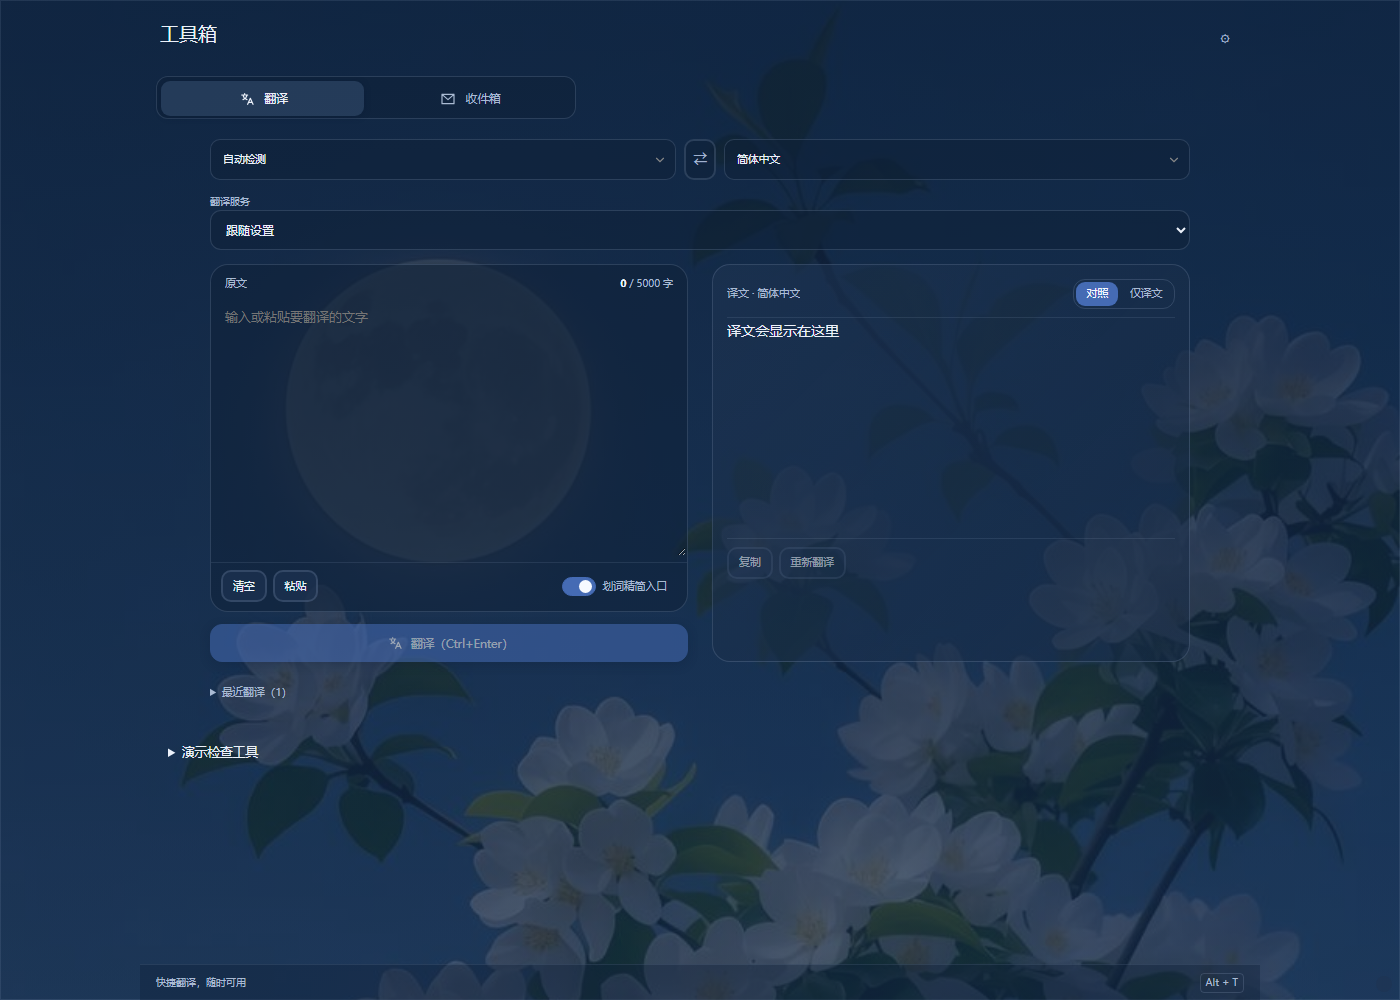 工具箱
翻译
收件箱
自动检测
简体中文
翻译服务
跟随设置
原文
0 / 5000 字
输入或粘贴要翻译的文字
清空
粘贴
划词精简入口
翻译（Ctrl+Enter）
译文 · 简体中文
对照
仅译文
译文会显示在这里
复制
重新翻译
最近翻译（1）
演示检查工具
快捷翻译，随时可用
Alt + T